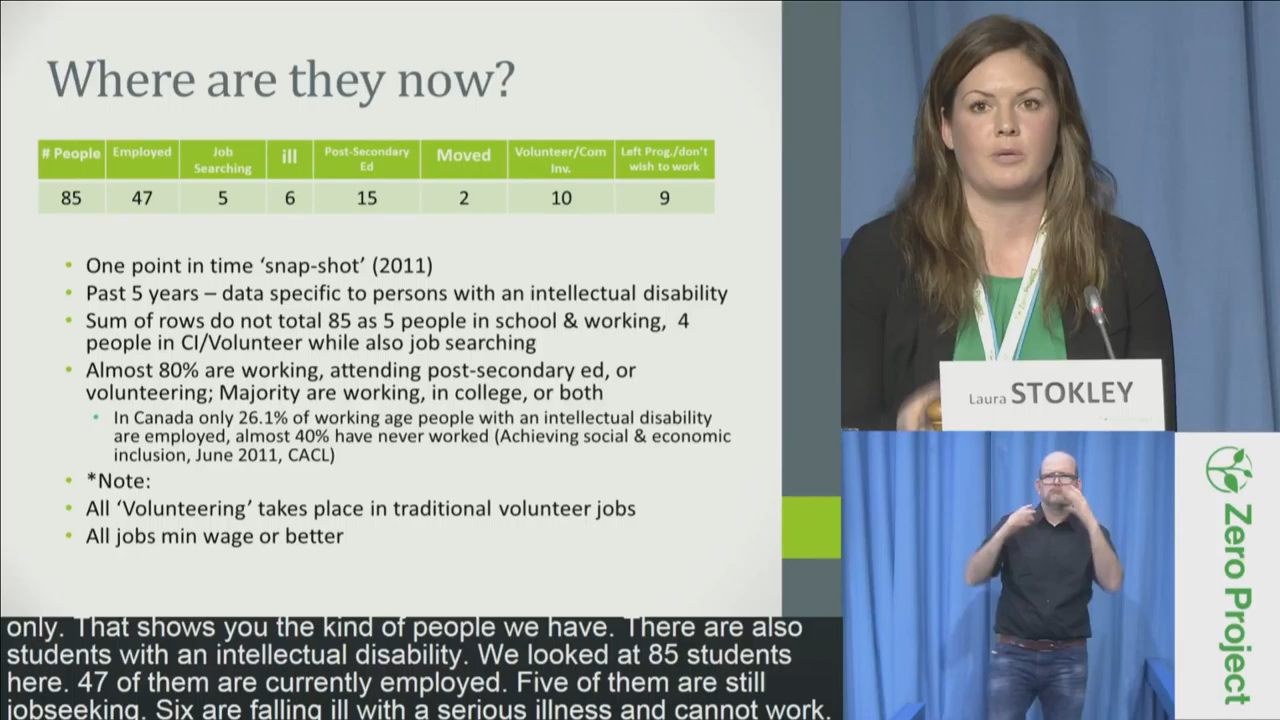 Where are they now?
# People Employed Job Searching ill Post-Secondary Ed Moved Volunteer/Com Inv. Left Prog./don't wish to work
85 47 5 6 15 2 10 9
• One point in time ‘snap-shot’ (2011)
• Past 5 years – data specific to persons with an intellectual disability
• Sum of rows do not total 85 as 5 people in school & working, 4
people in CI/Volunteer while also job searching
• Almost 80% are working, attending post-secondary ed, or
volunteering; Majority are working, in college, or both
• In Canada only 26.1% of working age people with an intellectual disability
are employed, almost 40% have never worked (Achieving social & economic
inclusion, June 2011, CACL)
• *Note:
• All ‘Volunteering’ takes place in traditional volunteer jobs
• All jobs min wage or better
Laura STOKLEY
Zero Project
only. That shows you the kind of people we have. There are also
students with an intellectual disability. We looked at 85 students
here. 47 of them are currently employed. Five of them are still
jobseeking. Six are falling ill with a serious illness and cannot work.